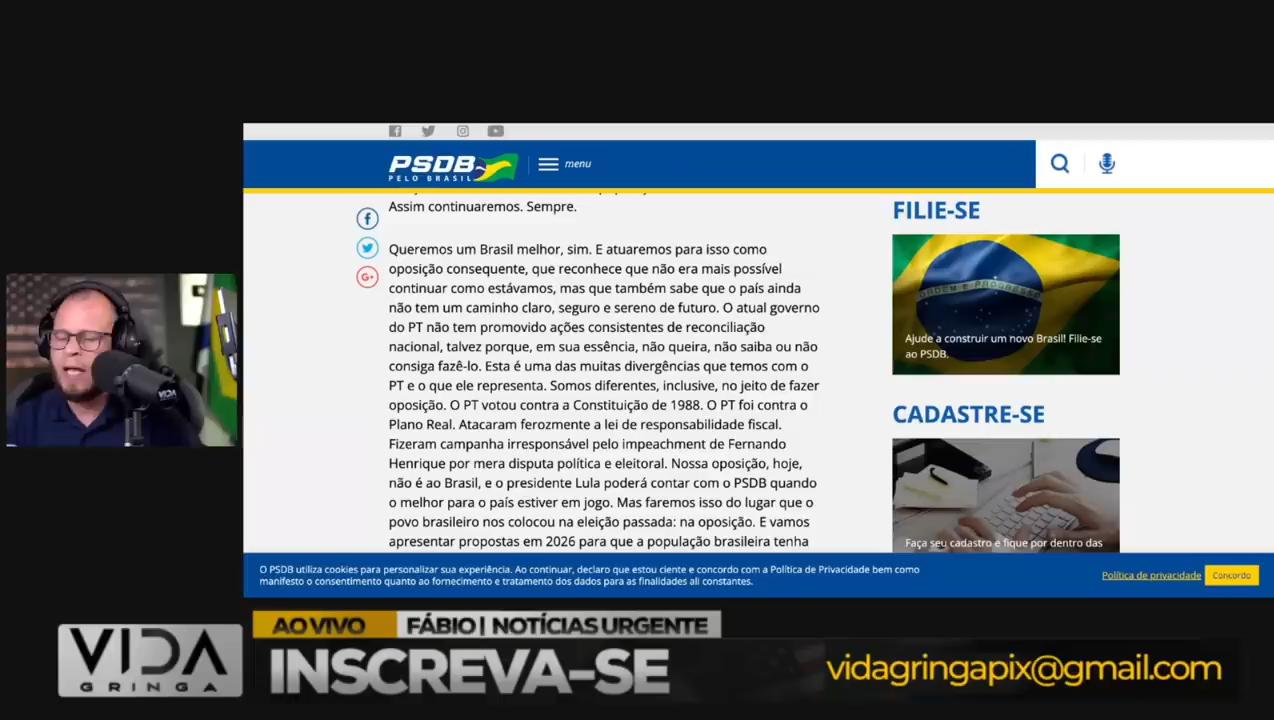 PSDB
PELO BRASIL
menu
Assim continuaremos. Sempre.
Queremos um Brasil melhor, sim. E atuaremos para isso como
oposição consequente, que reconhece que não era mais possível
continuar como estávamos, mas que também sabe que o país ainda
não tem um caminho claro, seguro e sereno de futuro. O atual governo
do PT não tem promovido ações consistentes de reconciliação
nacional, talvez porque, em sua essência, não queira, não saiba ou não
consiga fazê-lo. Esta é uma das muitas divergências que temos com o
PT e o que ele representa. Somos diferentes, inclusive, no jeito de fazer
oposição. O PT votou contra a Constituição de 1988. O PT foi contra o
Plano Real. Atacaram ferozmente a lei de responsabilidade fiscal.
Fizeram campanha irresponsável pelo impeachment de Fernando
Henrique por mera disputa política e eleitoral. Nossa oposição, hoje,
não é ao Brasil, e o presidente Lula poderá contar com o PSDB quando
o melhor para o país estiver em jogo. Mas faremos isso do lugar que o
povo brasileiro nos colocou na eleição passada: na oposição. E vamos
apresentar propostas em 2026 para que a população brasileira tenha
FILIE-SE
ORDEM E PROGRESSO
Ajude a construir um novo Brasil! Filie-se
ao PSDB.
CADASTRE-SE
Faça seu cadastro e fique por dentro das
O PSDB utiliza cookies para personalizar sua experiência. Ao continuar, declaro que estou ciente e concordo com a Política de Privacidade bem como
manifesto o consentimento quanto ao fornecimento e tratamento dos dados para as finalidades ali constantes.
Política de privacidade
Concordo
VIDA
AO VIVO
FÁBIO | NOTÍCIAS URGENTE
VIDA
GRINGA
INSCREVA-SE
vidagringapix@gmail.com